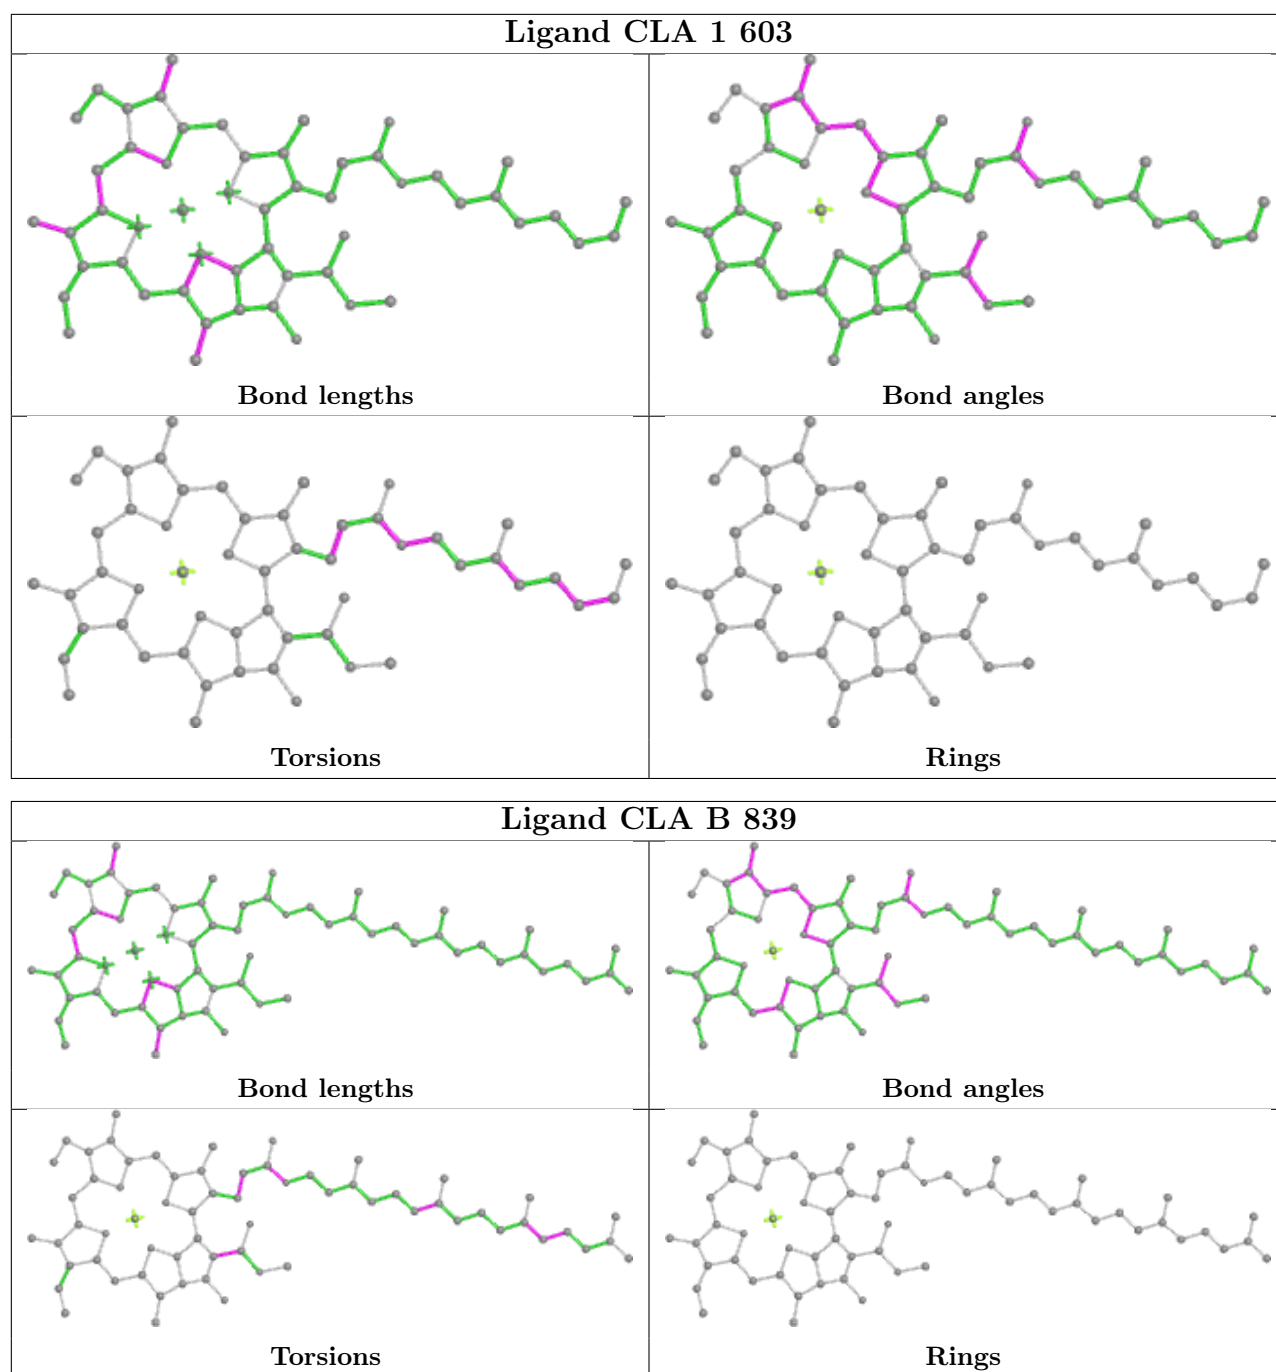 Ligand CLA 1 603
Bond lengths
Bond angles
Torsions
Rings
Ligand CLA B 839
Bond lengths
Bond angles
Torsions
Rings